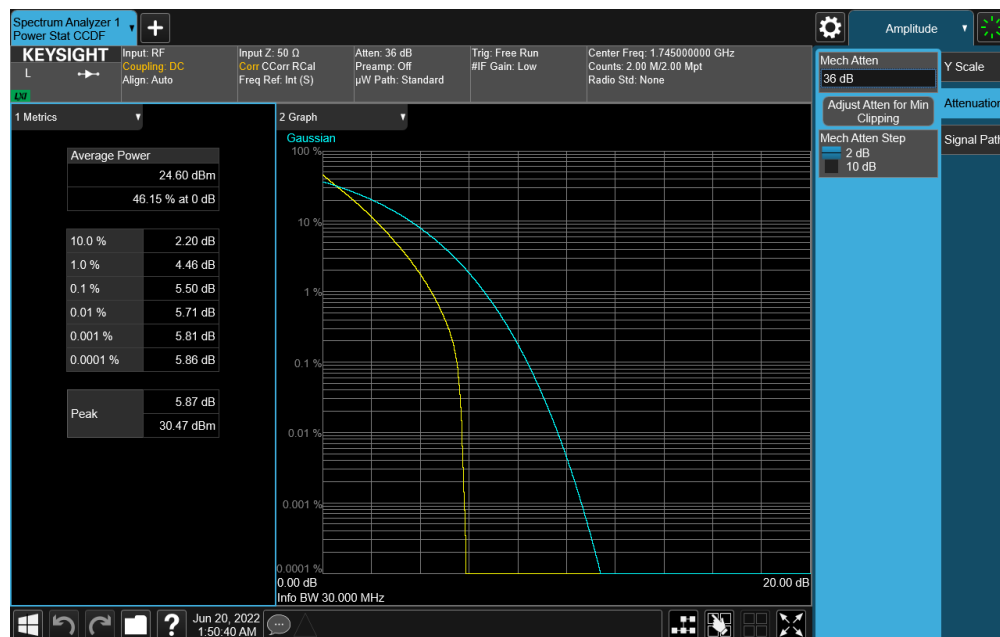 Spectrum Analyzer 1
Power Stat CCDF
▼
+
Amplitude
▼
KEYSIGHT
L
LNI
Input: RF
Coupling: DC
Align: Auto
Input Z: 50 Ω
Corr CCorr RCal
Freq Ref: Int (S)
Atten: 36 dB
Preamp: Off
µW Path: Standard
Trig: Free Run
#IF Gain: Low
Center Freq: 1.745000000 GHz
Counts: 2.00 M/2.00 Mpt
Radio Std: None
1 Metrics ▼
Average Power
24.60 dBm
46.15 % at 0 dB
10.0 % 2.20 dB
1.0 % 4.46 dB
0.1 % 5.50 dB
0.01 % 5.71 dB
0.001 % 5.81 dB
0.0001 % 5.86 dB
Peak
5.87 dB
30.47 dBm
2 Graph ▼
Gaussian
100 %
10 %
1 %
0.1 %
0.01 %
0.001 %
0.0001 %
0.00 dB
20.00 dB
Info BW 30.000 MHz
Mech Atten
36 dB
Adjust Atten for Min
Clipping
Mech Atten Step
2 dB
10 dB
Y Scale
Attenuation
Signal Path
?
Jun 20, 2022
1:50:40 AM